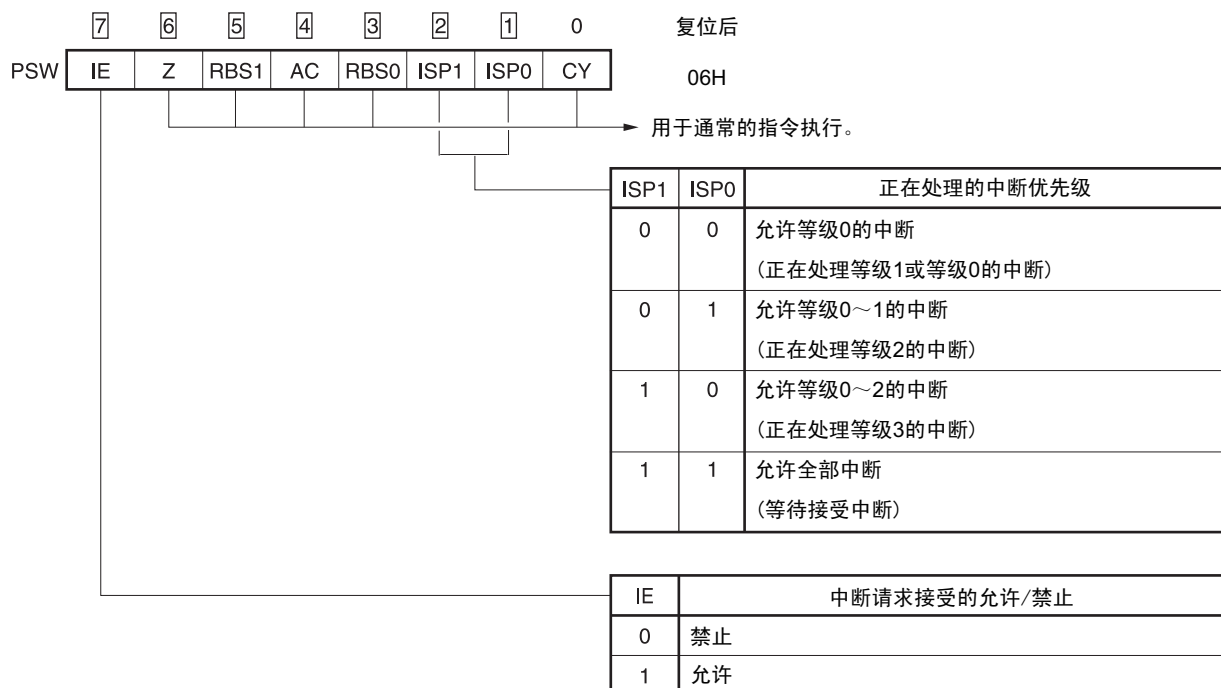 7 6 5 4 3 2 1 0 复位后
PSW IE Z RBS1 AC RBS0 ISP1 ISP0 CY 06H
用于通常的指令执行。
ISP1 ISP0 正在处理的中断优先级
0 0 允许等级0的中断
(正在处理等级1或等级0的中断)
0 1 允许等级0～1的中断
(正在处理等级2的中断)
1 0 允许等级0～2的中断
(正在处理等级3的中断)
1 1 允许全部中断
(等待接受中断)
IE 中断请求接受的允许/禁止
0 禁止
1 允许